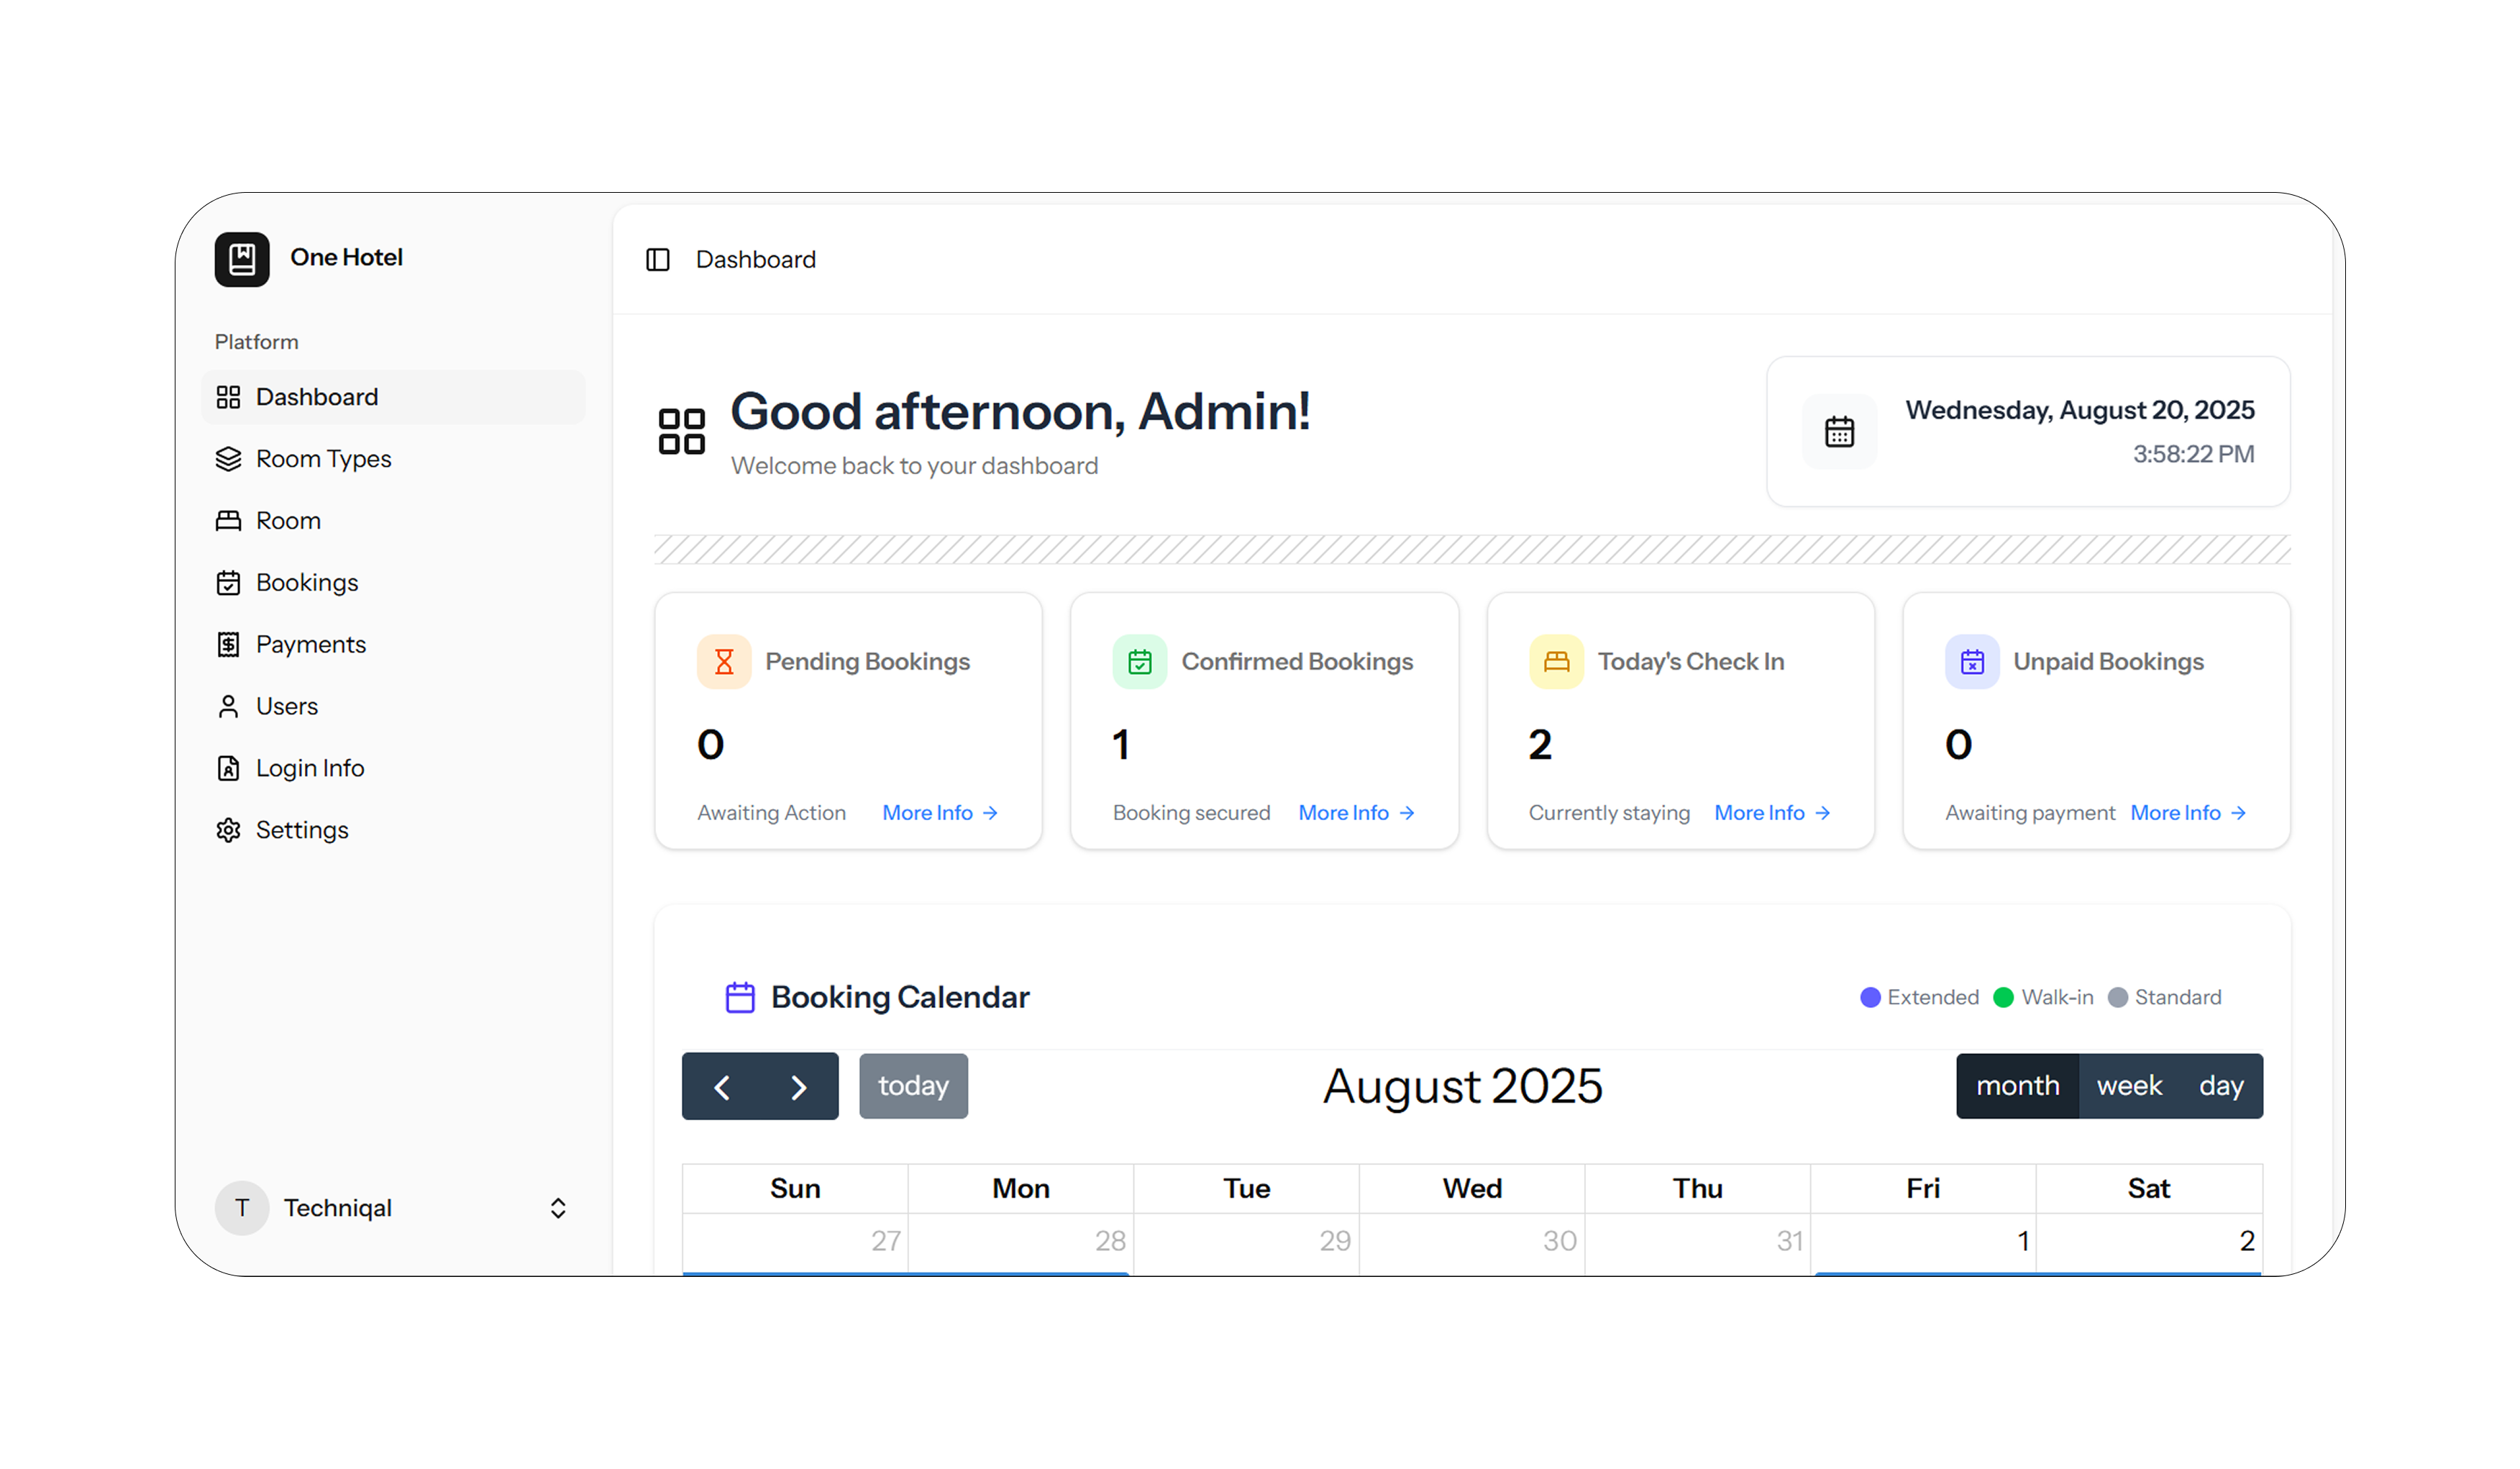 One Hotel
Platform
Dashboard
Room Types
Room
Bookings
Payments
Users
Login Info
Settings
T Techniqal
Dashboard
Good afternoon, Admin!
Welcome back to your dashboard
Wednesday, August 20, 2025
3:58:22 PM
Pending Bookings
0
Awaiting Action More Info →
Confirmed Bookings
1
Booking secured More Info →
Today's Check In
2
Currently staying More Info →
Unpaid Bookings
0
Awaiting payment More Info →
Booking Calendar
Extended Walk-in Standard
today August 2025 month week day
Sun Mon Tue Wed Thu Fri Sat
27 28 29 30 31 1 2